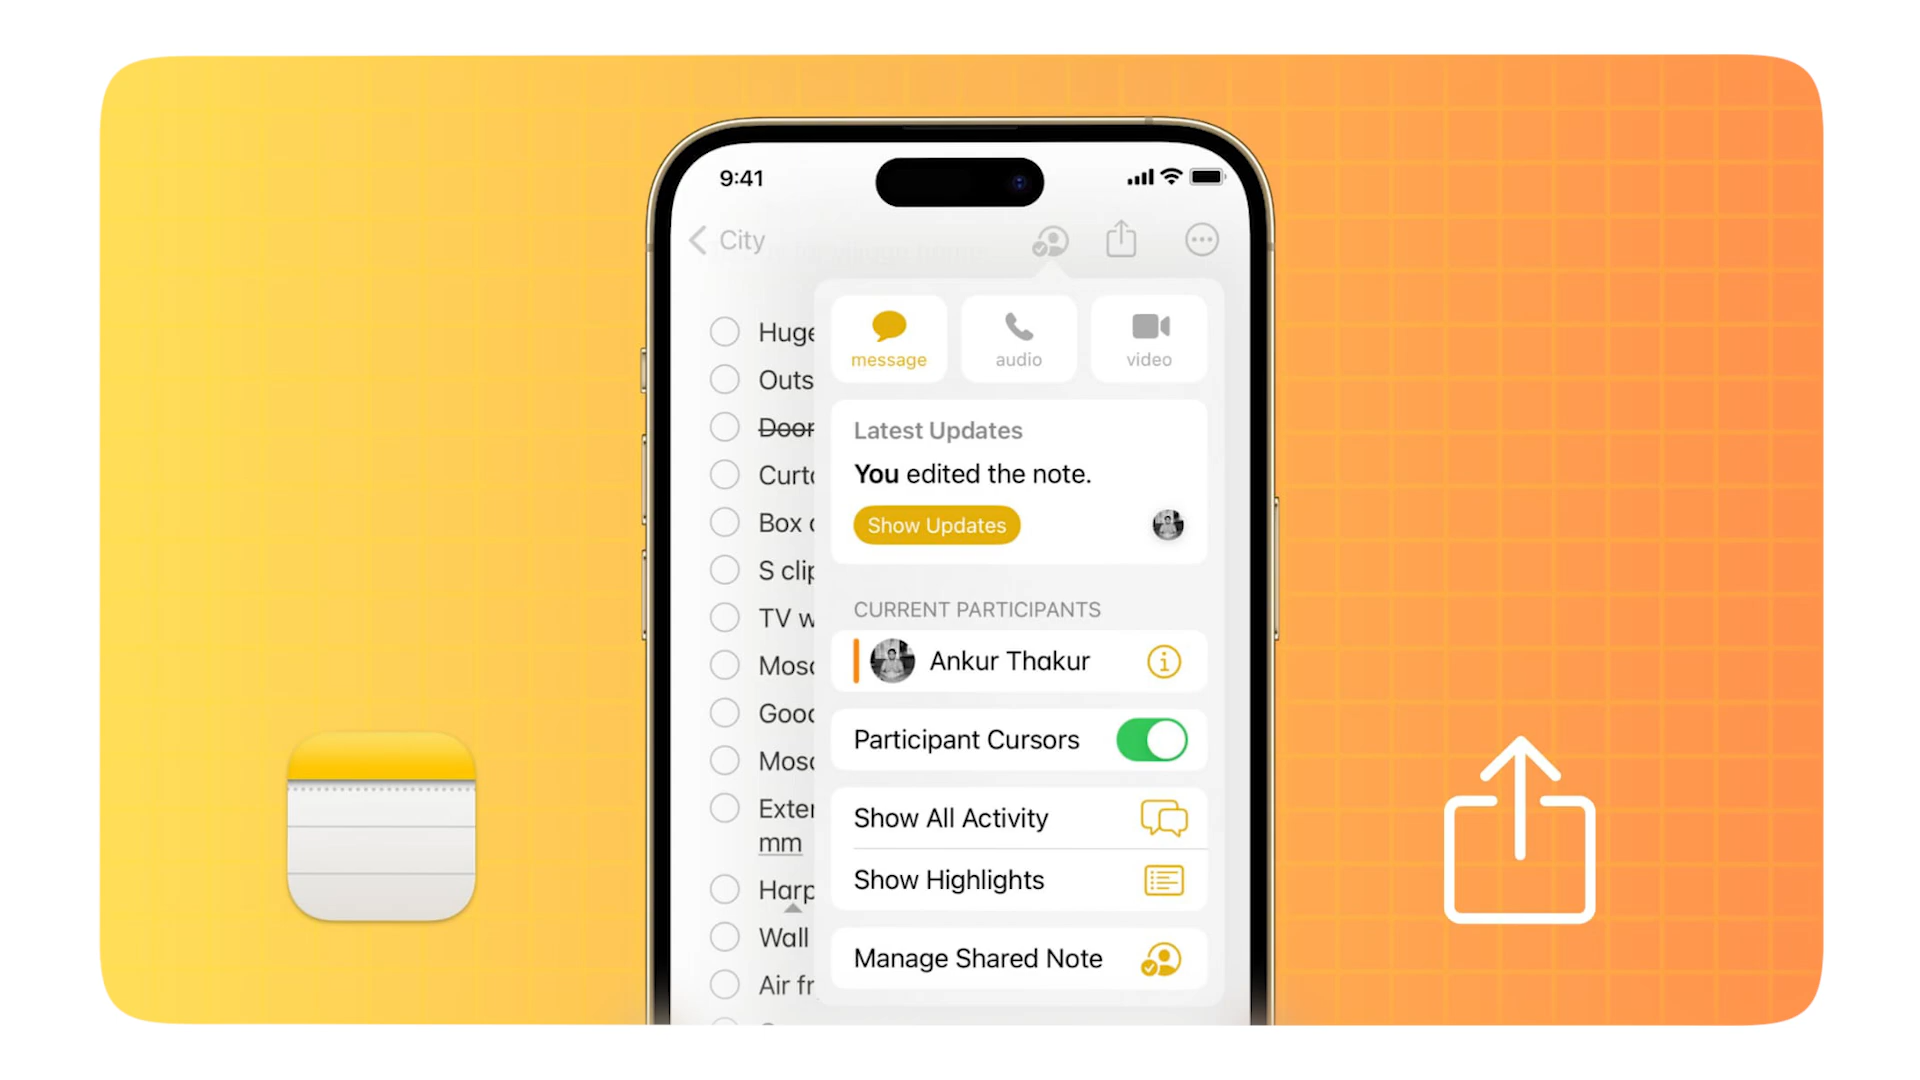 9:41
City
message
audio
video
Huge
Outs
Door
Curt
Box
S clip
TV w
Mosq
Good
Mosq
Exter
mm
Harp
Wall
Air fr
Latest Updates
You edited the note.
Show Updates
CURRENT PARTICIPANTS
Ankur Thakur
Participant Cursors
Show All Activity
Show Highlights
Manage Shared Note